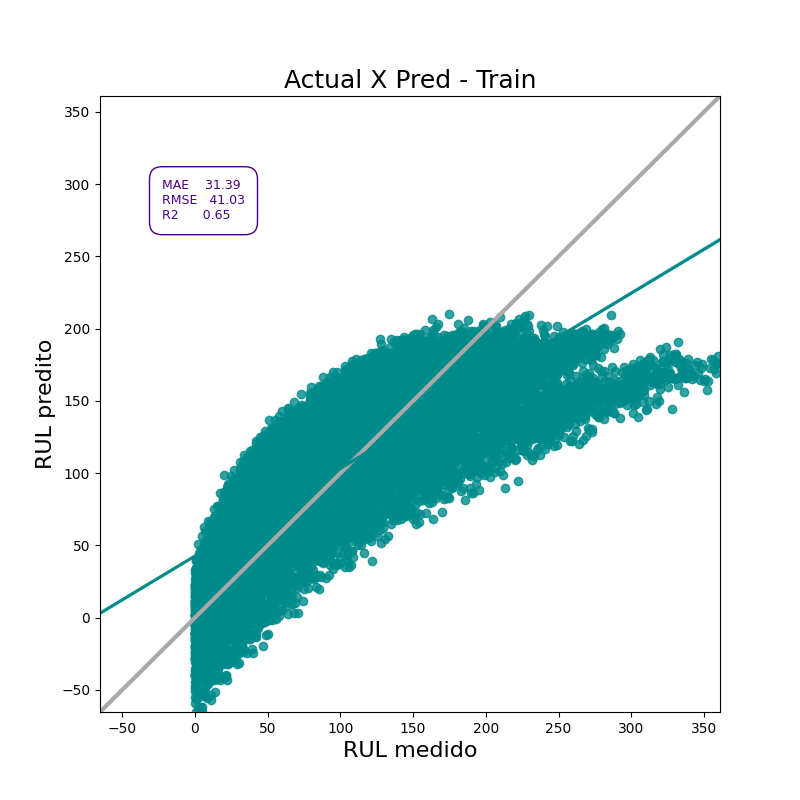 Actual X Pred - Train
350
300
250
200
150
100
50
0
−50
MAE 31.39
RMSE 41.03
R2 0.65
RUL predito
−50 0 50 100 150 200 250 300 350
RUL medido